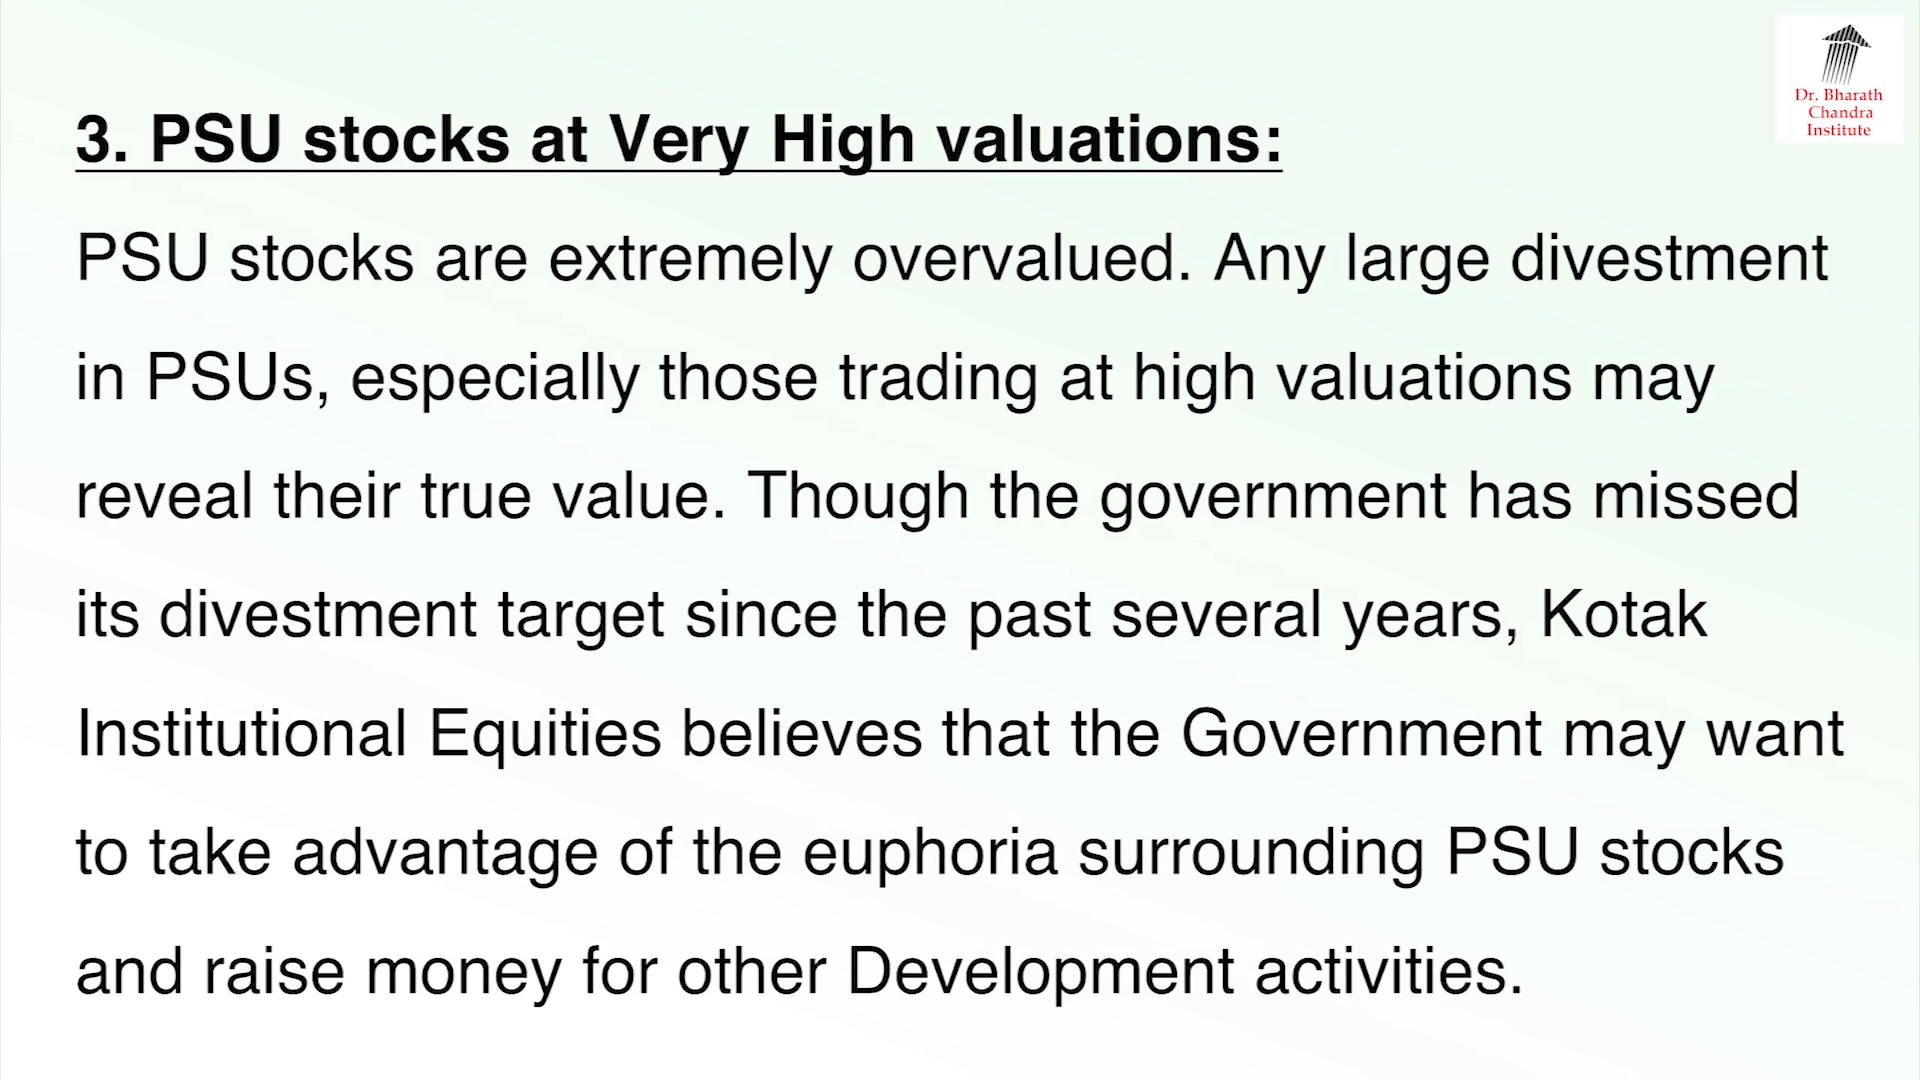 Dr. Bharath
Chandra
Institute
3. PSU stocks at Very High valuations:
PSU stocks are extremely overvalued. Any large divestment
in PSUs, especially those trading at high valuations may
reveal their true value. Though the government has missed
its divestment target since the past several years, Kotak
Institutional Equities believes that the Government may want
to take advantage of the euphoria surrounding PSU stocks
and raise money for other Development activities.